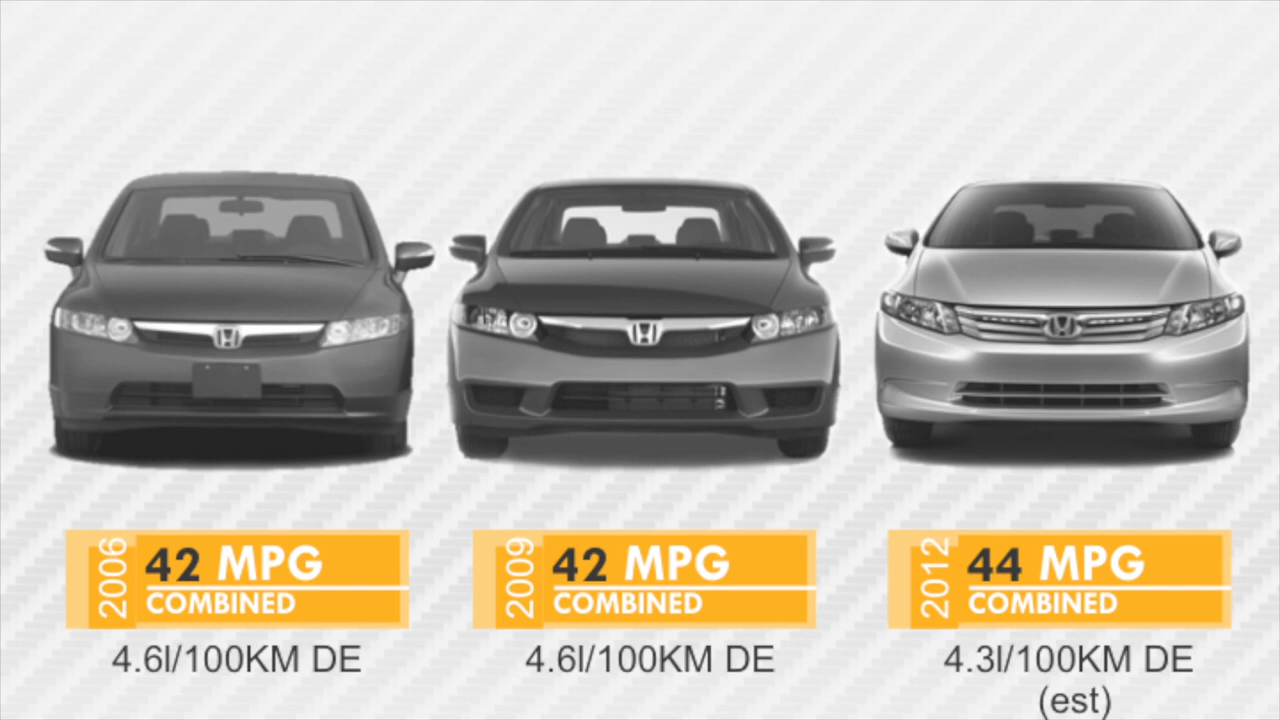 2006
42 MPG
COMBINED
4.6l/100KM DE
2009
42 MPG
COMBINED
4.6l/100KM DE
2012
44 MPG
COMBINED
4.3l/100KM DE
(est)